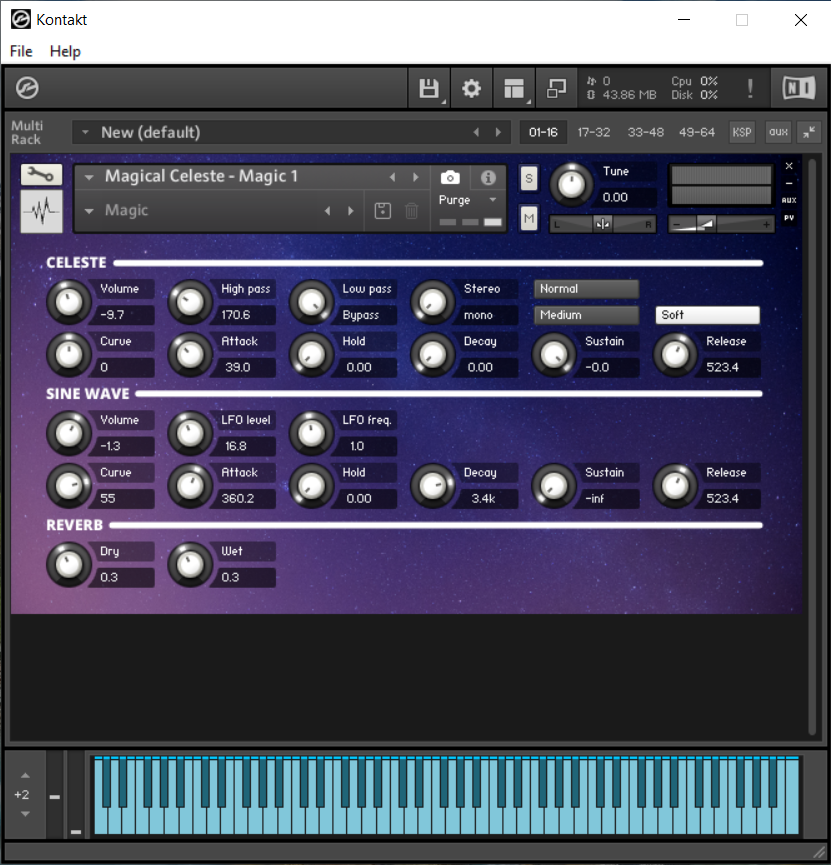 Kontakt
File Help
0 Cpu 0%
43.86 MB Disk 0% ! NI
Multi Rack New (default) 01-16 17-32 33-48 49-64 KSP aux
Magical Celeste - Magic 1 S Tune x
Magic Purge M 0.00 AUX
L R - + PV
CELESTE
Volume High pass Low pass Stereo Normal
-9.7 170.6 Bypass mono Medium Soft
Curve Attack Hold Decay Sustain Release
0 39.0 0.00 0.00 -0.0 523.4
SINE WAVE
Volume LFO level LFO freq.
-1.3 16.8 1.0
Curve Attack Hold Decay Sustain Release
55 360.2 0.00 3.4k -inf 523.4
REVERB
Dry Wet
0.3 0.3
+2